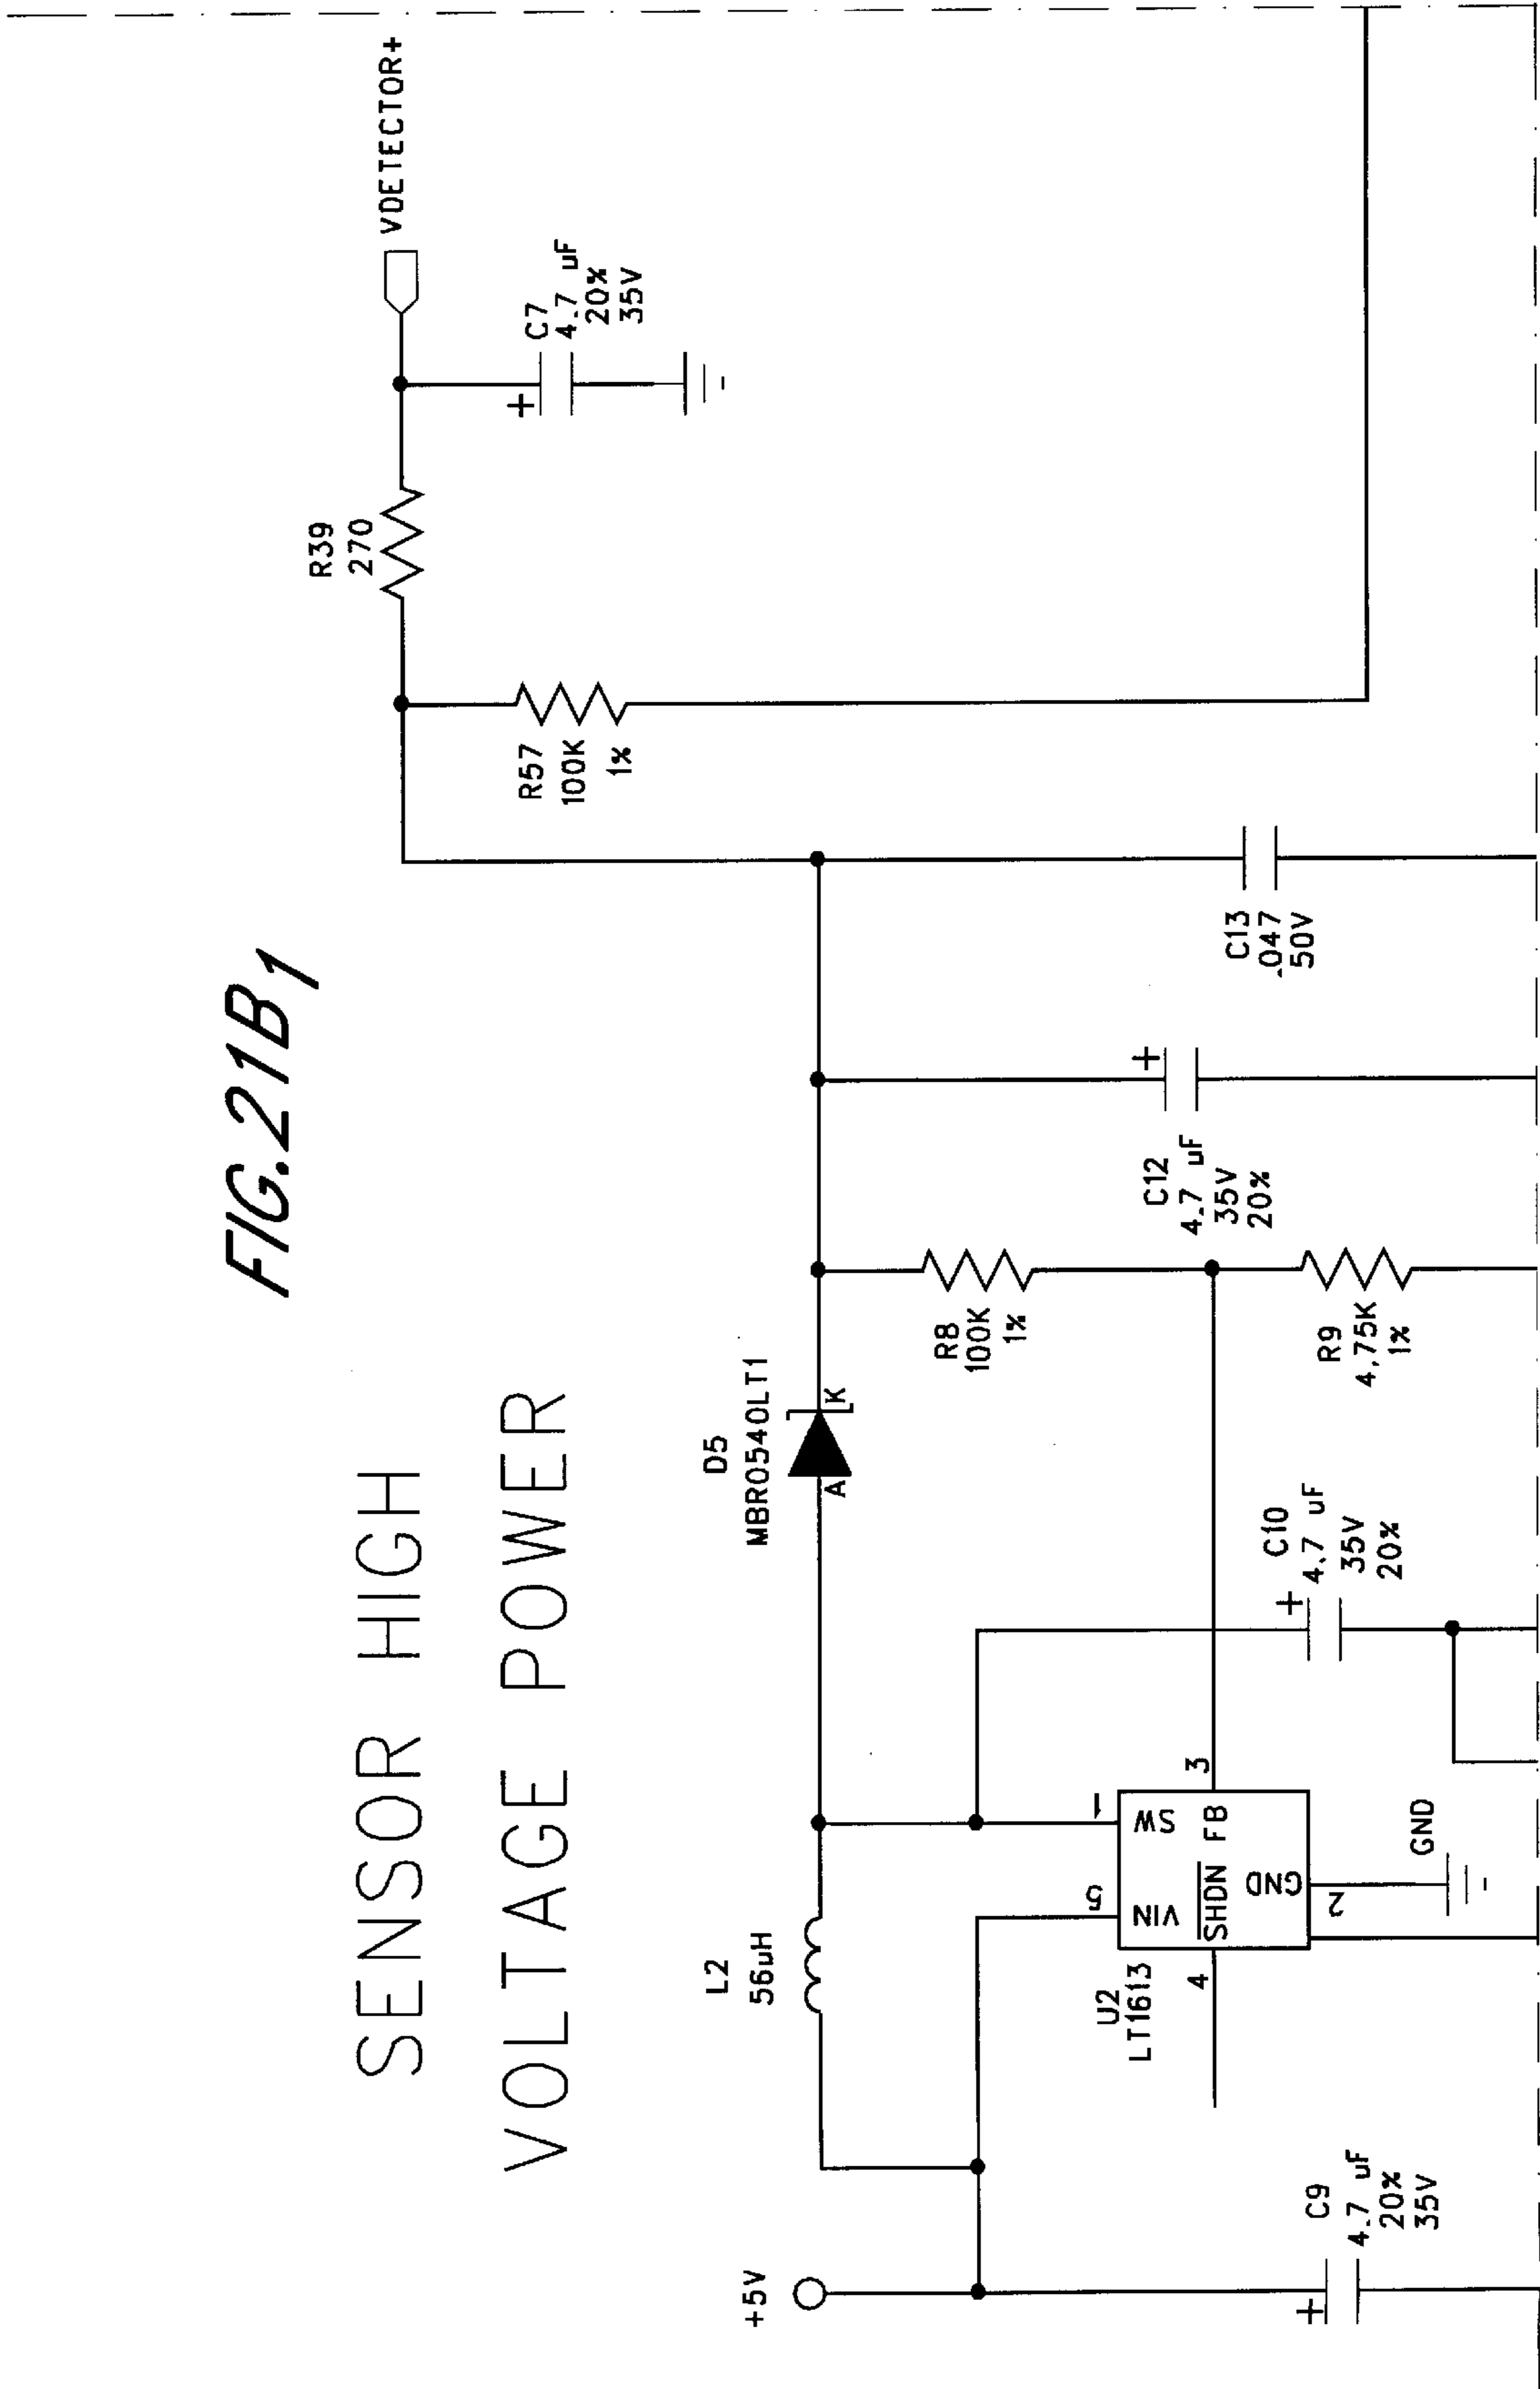 FIG.21B1
SENSOR HIGH
VOLTAGE POWER
+5V
C9
4.7 uF
20%
35V
L2
56µH
U2
LT1613
5
VIN
1
SW
4
SHDN
FB
3
GND
2
GND
D5
MBR0540LT1
A
K
C10
4.7 uF
35V
20%
R8
100K
1%
R9
4.75K
1%
C12
4.7 uF
35V
20%
C13
.047
50V
R57
100K
1%
R39
270
C7
4.7 uF
20%
35V
VDETECTOR+